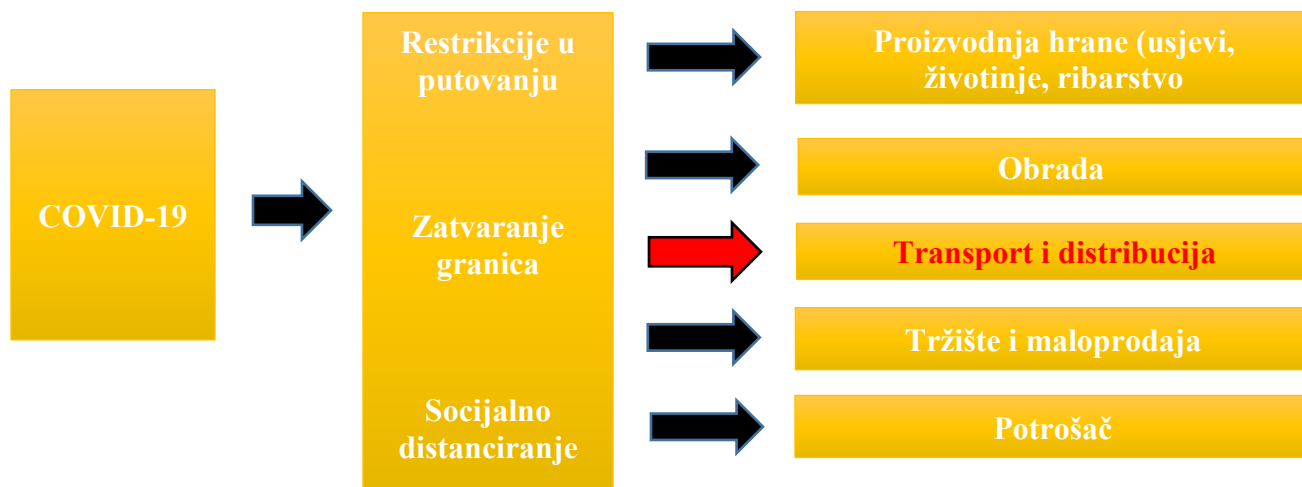 COVID-19
Restrikcije u
putovanju
Zatvaranje
granica
Socijalno
distanciranje
Proizvodnja hrane (usjevi,
životinje, ribarstvo
Obrada
Transport i distribucija
Tržište i maloprodaja
Potrošač